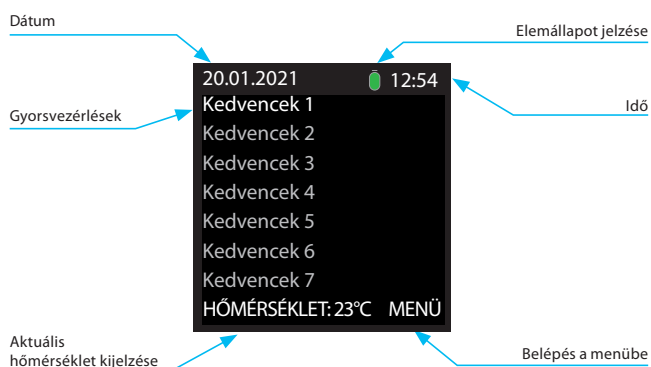 Dátum
Elemállapot jelzése
20.01.2021 12:54
Idő
Gyorsvezérlések
Kedvencek 1
Kedvencek 2
Kedvencek 3
Kedvencek 4
Kedvencek 5
Kedvencek 6
Kedvencek 7
HŐMÉRSÉKLET: 23°C MENÜ
Aktuális
hőmérséklet kijelzése
Belépés a menübe